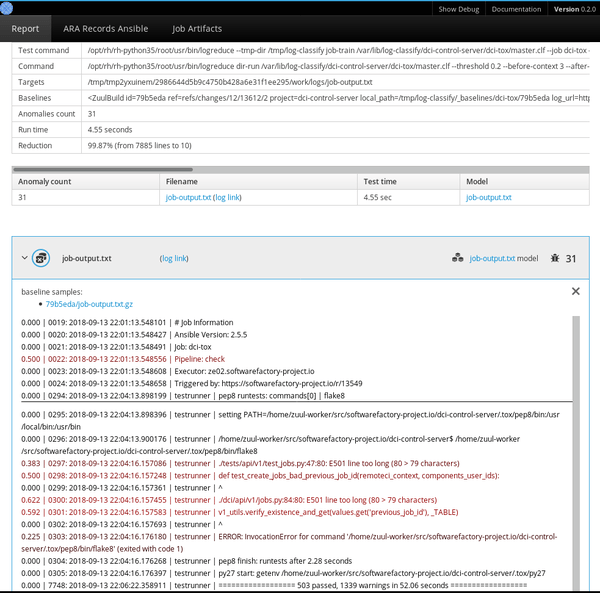 Show Debug Documentation Version 0.2.0
Report ARA Records Ansible Job Artifacts
Test command /opt/rh/rh-python35/root/usr/bin/logreduce --tmp-dir /tmp/log-classify job-train /var/lib/log-classify/dci-control-server/dci-tox/master.clf --job dci-tox -
Command /opt/rh/rh-python35/root/usr/bin/logreduce dir-run /var/lib/log-classify/dci-control-server/dci-tox/master.clf --threshold 0.2 --before-context 3 --after-
Targets /tmp/tmp2yxuinem/2986644d5b9c4750b428a6e31f1ee295/work/logs/job-output.txt
Baselines <ZuulBuild id=79b5eda ref=refs/changes/12/13612/2 project=dci-control-server local_path=/tmp/log-classify/_baselines/dci-tox/79b5eda log_url=http
Anomalies count 31
Run time 4.55 seconds
Reduction 99.87% (from 7885 lines to 10)
Anomaly count Filename Test time Model
31 job-output.txt (log link) 4.55 sec job-output.txt
job-output.txt (log link) job-output.txt model 31
baseline samples:
• 79b5eda/job-output.txt.gz
0.000 | 0019: 2018-09-13 22:01:13.548101 | # Job Information
0.000 | 0020: 2018-09-13 22:01:13.548427 | Ansible Version: 2.5.5
0.000 | 0021: 2018-09-13 22:01:13.548491 | Job: dci-tox
0.500 | 0022: 2018-09-13 22:01:13.548556 | Pipeline: check
0.000 | 0023: 2018-09-13 22:01:13.548608 | Executor: ze02.softwarefactory-project.io
0.000 | 0024: 2018-09-13 22:01:13.548658 | Triggered by: https://softwarefactory-project.io/r/13549
0.000 | 0294: 2018-09-13 22:04:13.898199 | testrunner | pep8 runtests: commands[0] | flake8
0.000 | 0295: 2018-09-13 22:04:13.898396 | testrunner | setting PATH=/home/zuul-worker/src/softwarefactory-project.io/dci-control-server/.tox/pep8/bin:/usr
/local/bin:/usr/bin
0.000 | 0296: 2018-09-13 22:04:13.900176 | testrunner | /home/zuul-worker/src/softwarefactory-project.io/dci-control-server$ /home/zuul-worker
/src/softwarefactory-project.io/dci-control-server/.tox/pep8/bin/flake8
0.383 | 0297: 2018-09-13 22:04:16.157086 | testrunner | ./tests/api/v1/test_jobs.py:47:80: E501 line too long (80 > 79 characters)
0.500 | 0298: 2018-09-13 22:04:16.157248 | testrunner | def test_create_jobs_bad_previous_job_id(remoteci_context, components_user_ids):
0.000 | 0299: 2018-09-13 22:04:16.157361 | testrunner | ^
0.622 | 0300: 2018-09-13 22:04:16.157455 | testrunner | ./dci/api/v1/jobs.py:84:80: E501 line too long (80 > 79 characters)
0.592 | 0301: 2018-09-13 22:04:16.157583 | testrunner | v1_utils.verify_existence_and_get(values.get('previous_job_id'), _TABLE)
0.000 | 0302: 2018-09-13 22:04:16.157693 | testrunner | ^
0.225 | 0303: 2018-09-13 22:04:16.176180 | testrunner | ERROR: InvocationError for command '/home/zuul-worker/src/softwarefactory-project.io/dci-control-
server/.tox/pep8/bin/flake8' (exited with code 1)
0.000 | 0304: 2018-09-13 22:04:16.176268 | testrunner | pep8 finish: runtests after 2.28 seconds
0.000 | 0305: 2018-09-13 22:04:16.176397 | testrunner | py27 start: getenv /home/zuul-worker/src/softwarefactory-project.io/dci-control-server/.tox/py27
0.000 | 7748: 2018-09-13 22:06:22.358911 | testrunner | ================= 503 passed, 1339 warnings in 52.06 seconds =================